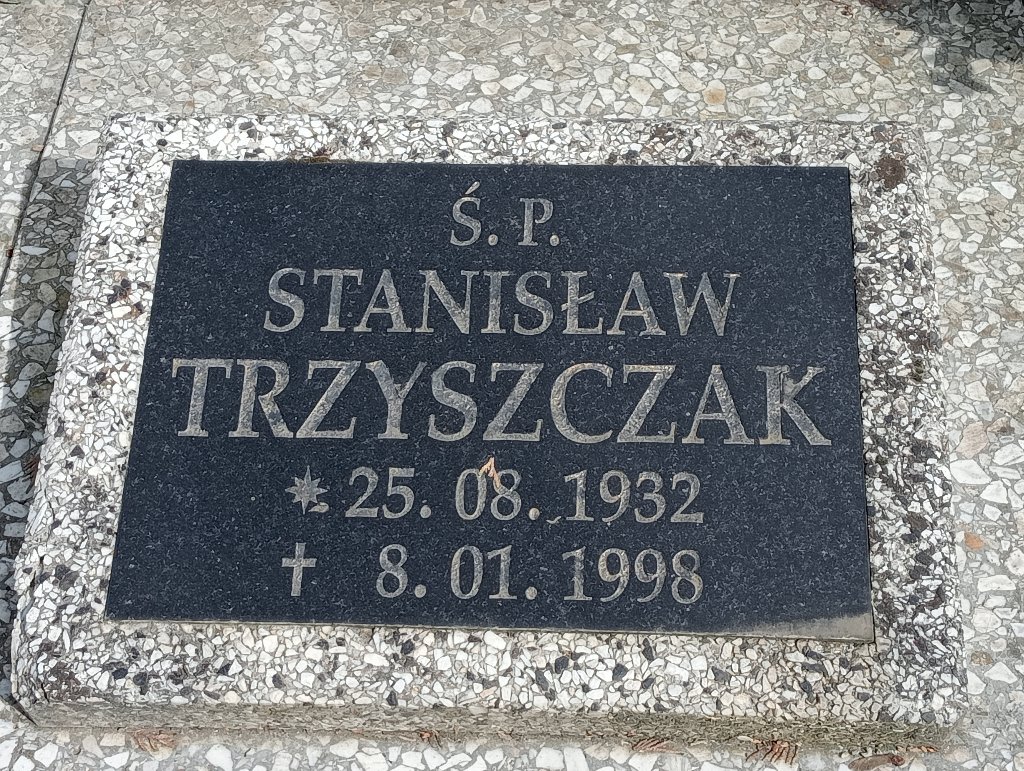 Ś. P.
STANISŁAW
TRZYSZCZAK
* 25. 08. 1932
✝ 8. 01. 1998